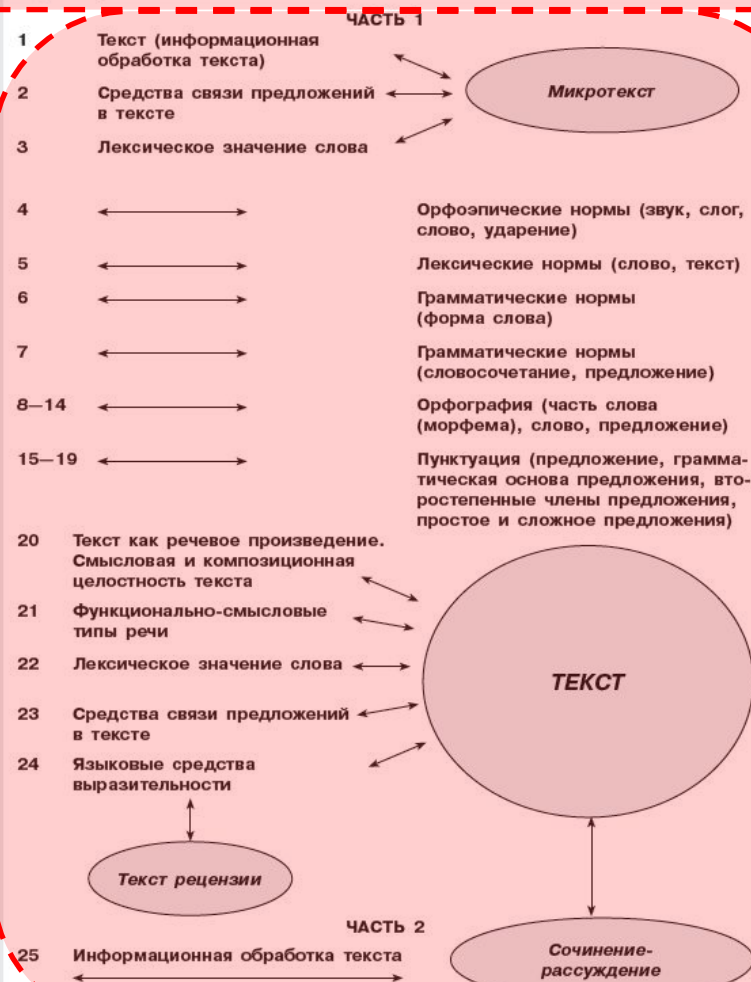 ЧАСТЬ 1
1 Текст (информационная
обработка текста)
2 Средства связи предложений
в тексте
3 Лексическое значение слова
Микротекст
4 Орфоэпические нормы (звук, слог,
слово, ударение)
5 Лексические нормы (слово, текст)
6 Грамматические нормы
(форма слова)
7 Грамматические нормы
(словосочетание, предложение)
8—14 Орфография (часть слова
(морфема), слово, предложение)
15—19 Пунктуация (предложение, грамма-
тическая основа предложения, вто-
ростепенные члены предложения,
простое и сложное предложения)
20 Текст как речевое произведение.
Смысловая и композиционная
целостность текста
21 Функционально-смысловые
типы речи
22 Лексическое значение слова
23 Средства связи предложений
в тексте
24 Языковые средства
выразительности
ТЕКСТ
Текст рецензии
ЧАСТЬ 2
25 Информационная обработка текста
Сочинение-
рассуждение